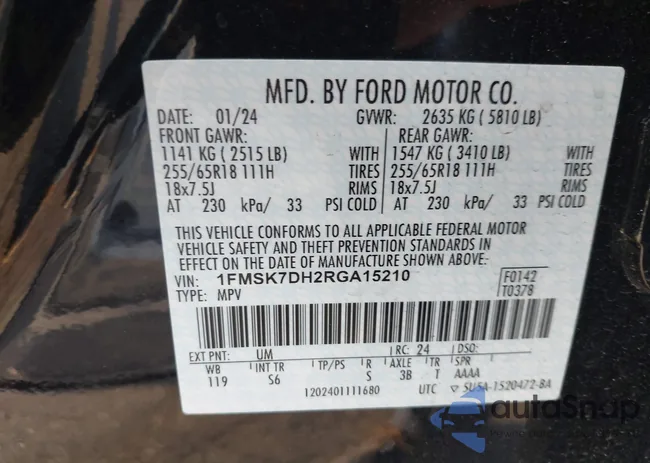 MFD. BY FORD MOTOR CO.
DATE: 01/24 GVWR: 2635 KG ( 5810 LB)
FRONT GAWR: REAR GAWR:
1141 KG ( 2515 LB) WITH 1547 KG ( 3410 LB) WITH
255/65R18 111H TIRES 255/65R18 111H TIRES
18x7.5J RIMS 18x7.5J RIMS
AT 230 kPa/ 33 PSI COLD AT 230 kPa/ 33 PSI COLD
THIS VEHICLE CONFORMS TO ALL APPLICABLE FEDERAL MOTOR
VEHICLE SAFETY AND THEFT PREVENTION STANDARDS IN
EFFECT ON THE DATE OF MANUFACTURE SHOWN ABOVE.
VIN: 1FMSK7DH2RGA15210 F0142
TYPE: MPV T0378
EXT PNT: UM RC: 24 DSO:
WB INT TR TP/PS R AXLE TR SPR
119 S6 S 3B T AAAA
1202401111680 UTC ▽ 5U5A-1520472-BA
autoSnap